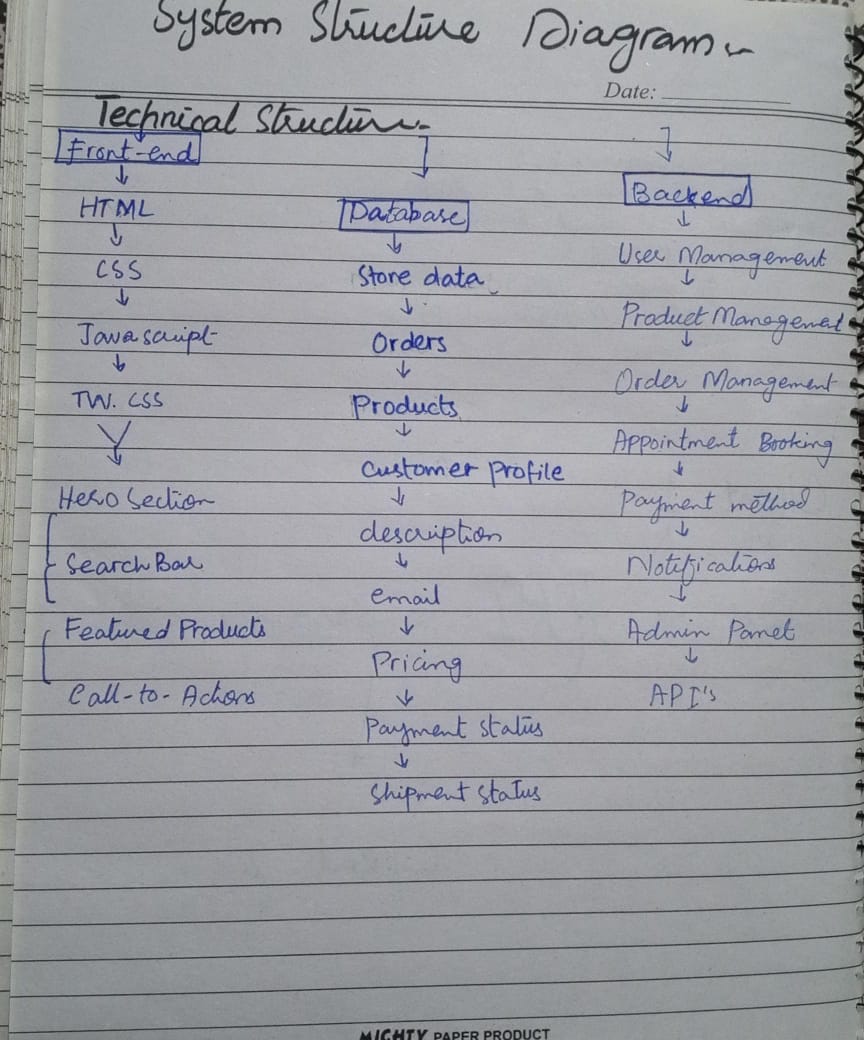 System Structure Diagram
Date:
Technical Structure
Front-end
HTML
CSS
Javascript
TW. CSS
Hero Section
Search Bar
Featured Products
Call-to-Actions
Database
Store data
Orders
Products
Customer Profile
description
email
Pricing
Payment Status
Shipment Status
Backend
User Management
Product Management
Order Management
Appointment Booking
Payment method
Notifications
Admin Panel
API's
MIGHTY PAPER PRODUCT